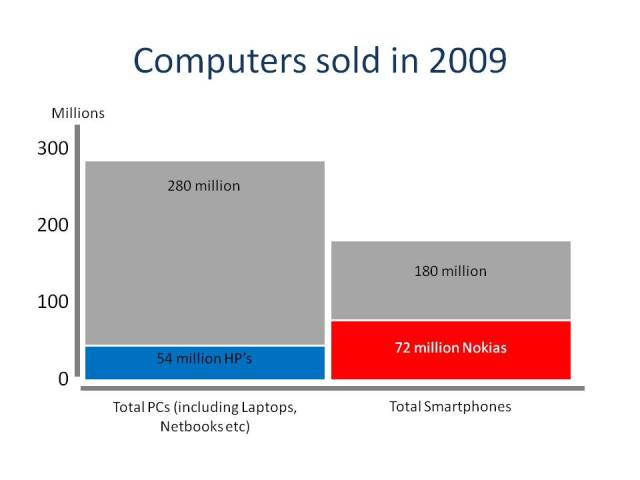 Computers sold in 2009
Millions
300
200
100
0
280 million
54 million HP's
180 million
72 million Nokias
Total PCs (including Laptops,
Netbooks etc)
Total Smartphones